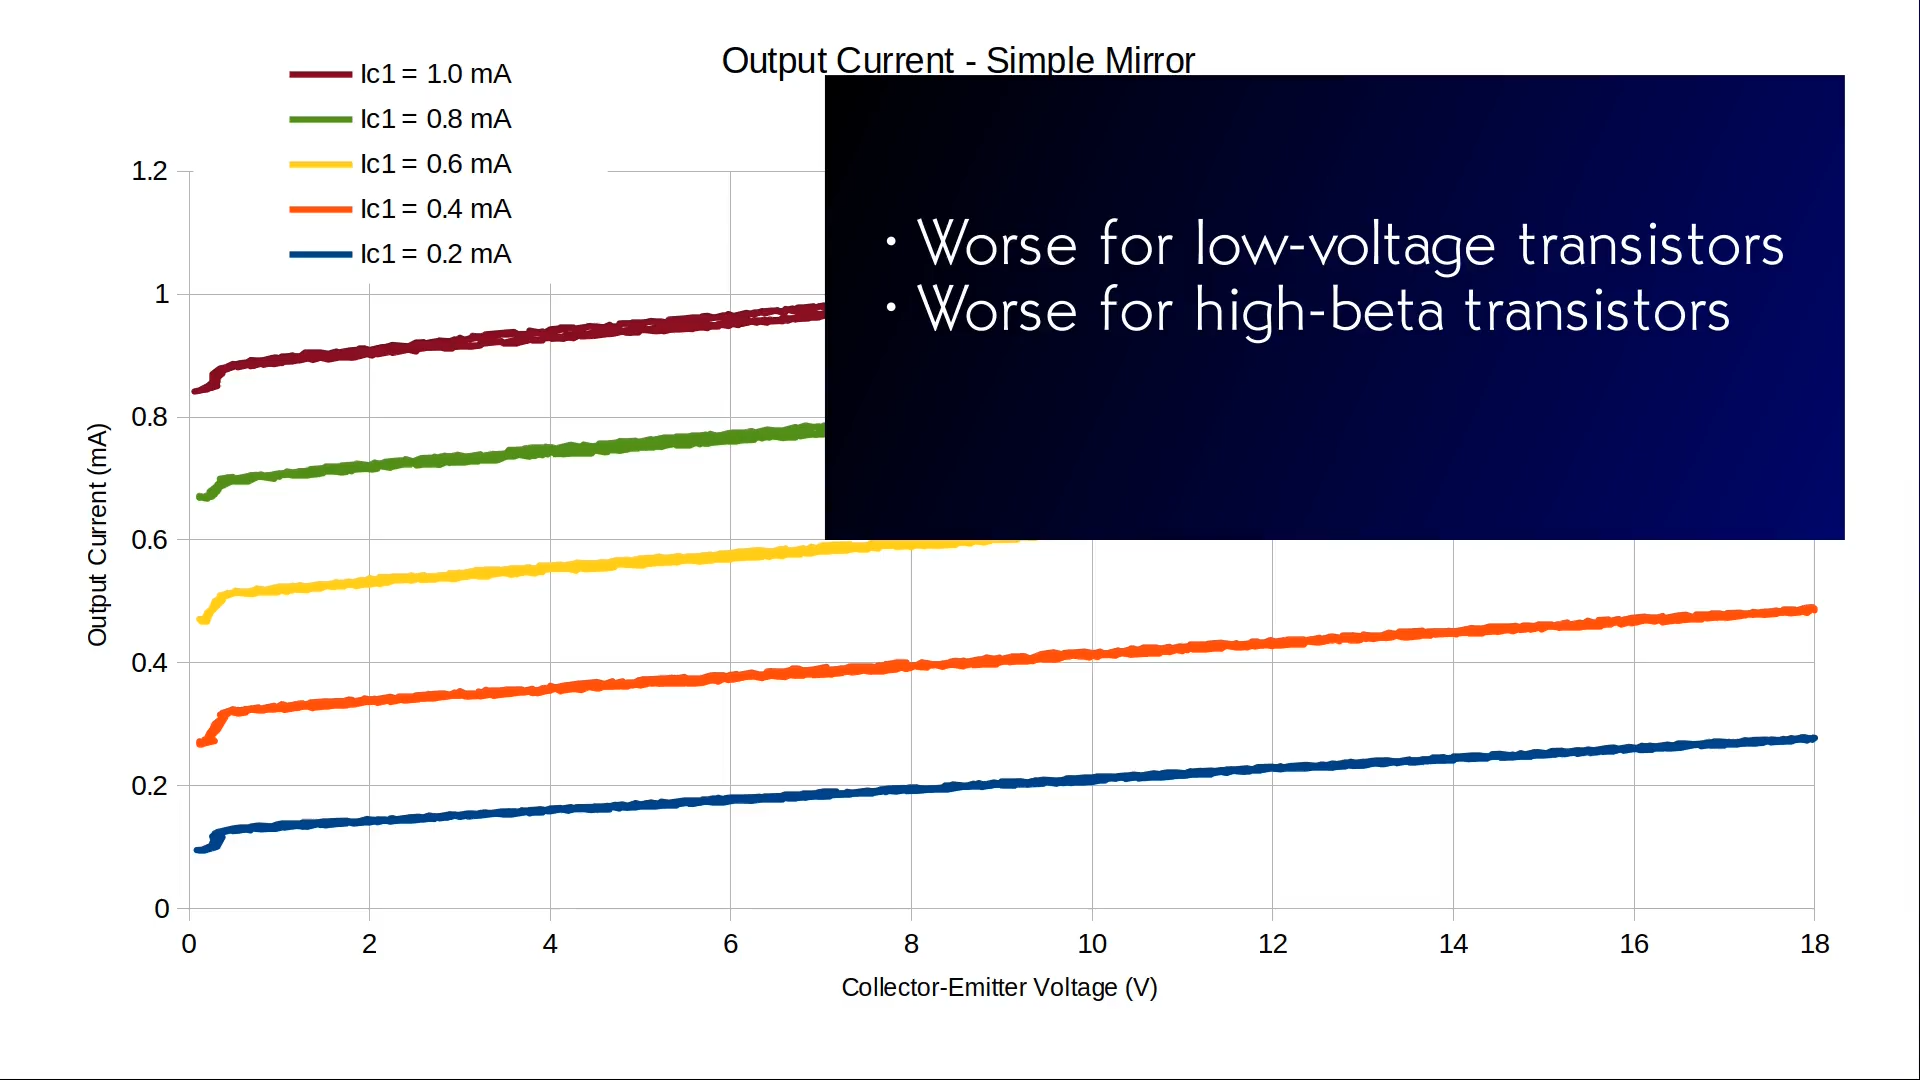 Output Current - Simple Mirror
Ic1 = 1.0 mA
Ic1 = 0.8 mA
Ic1 = 0.6 mA
Ic1 = 0.4 mA
Ic1 = 0.2 mA
• Worse for low-voltage transistors
• Worse for high-beta transistors
1.2
1
0.8
0.6
0.4
0.2
0
Output Current (mA)
0 2 4 6 8 10 12 14 16 18
Collector-Emitter Voltage (V)